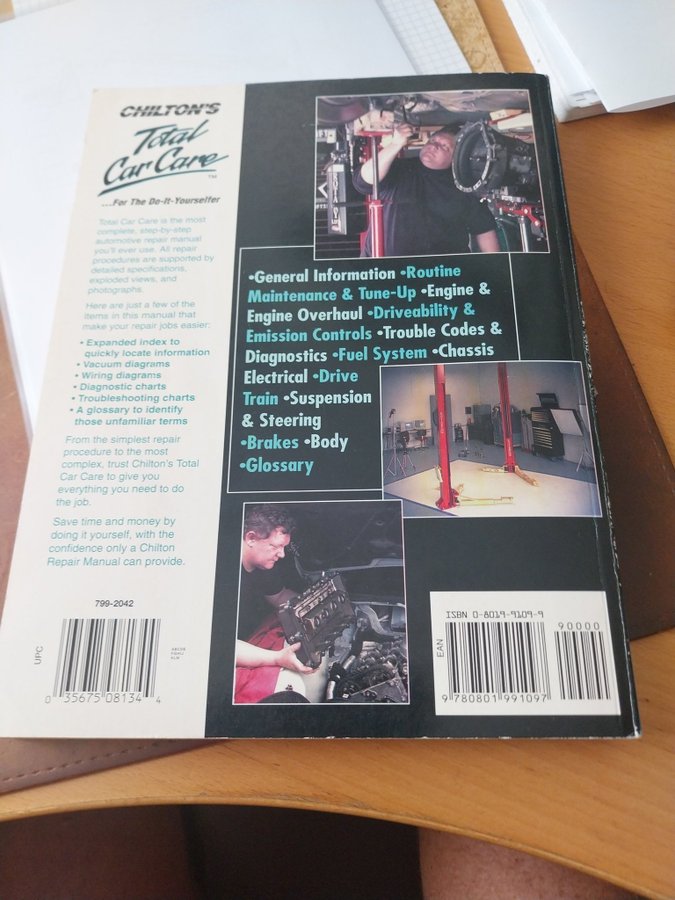 CHILTON'S
Total
Car Care™
...For The Do-It-Yourselfer
Total Car Care is the most
complete, step-by-step
automotive repair manual
you'll ever use. All repair
procedures are supported by
detailed specifications,
exploded views, and
photographs.
Here are just a few of the
items in this manual that
make your repair jobs easier:
• Expanded index to
quickly locate information
• Vacuum diagrams
• Wiring diagrams
• Diagnostic charts
• Troubleshooting charts
• A glossary to identify
those unfamiliar terms
From the simplest repair
procedure to the most
complex, trust Chilton's Total
Car Care to give you
everything you need to do
the job.
Save time and money by
doing it yourself, with the
confidence only a Chilton
Repair Manual can provide.
799-2042
UPC
0 35675 08134 4
•General Information •Routine
Maintenance & Tune-Up •Engine &
Engine Overhaul •Driveability &
Emission Controls •Trouble Codes &
Diagnostics •Fuel System •Chassis
Electrical •Drive
Train •Suspension
& Steering
•Brakes •Body
•Glossary
ISBN 0-8019-9109-9
90000
EAN
9 780801 991097